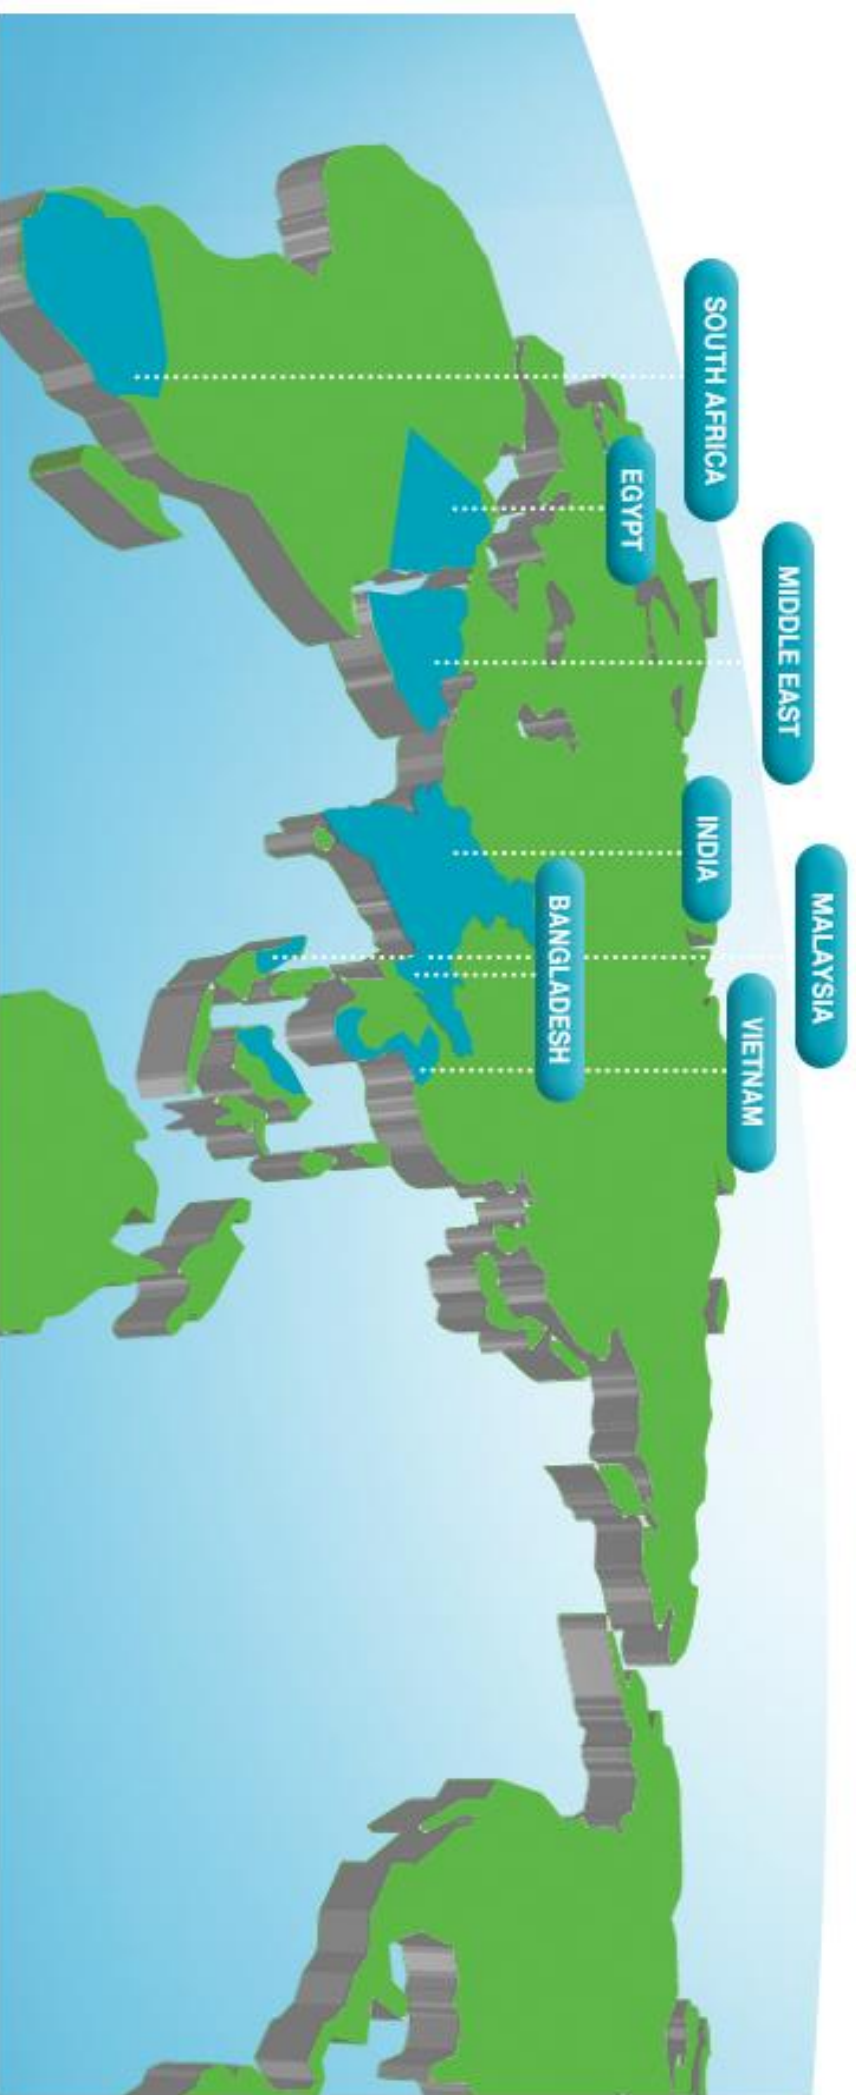 SOUTH AFRICA
EGYPT
MIDDLE EAST
INDIA
BANGLADESH
MALAYSIA
VIETNAM